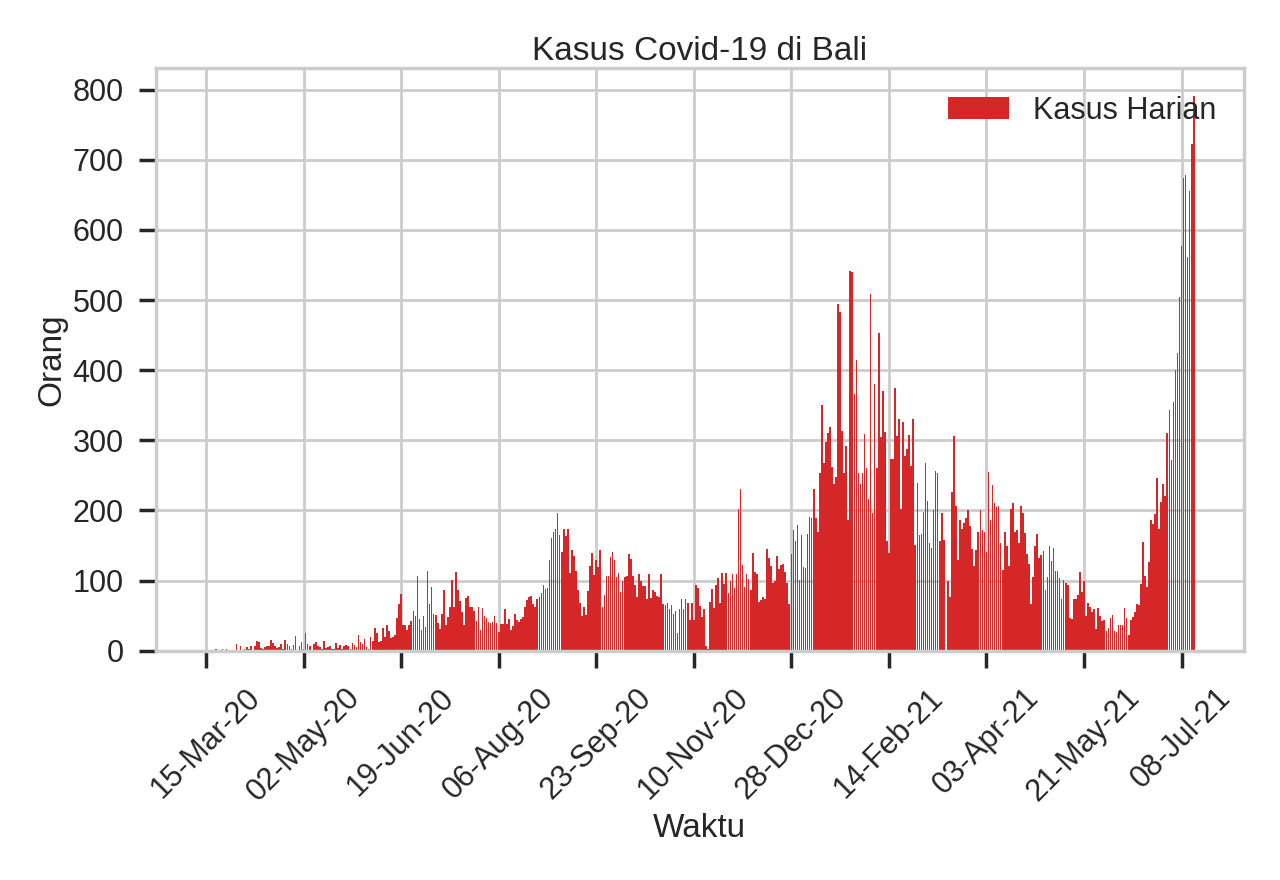 Kasus Covid-19 di Bali
Kasus Harian
800
700
600
500
400
300
200
100
0
Orang
15-Mar-20
02-May-20
19-Jun-20
06-Aug-20
23-Sep-20
10-Nov-20
28-Dec-20
14-Feb-21
03-Apr-21
21-May-21
08-Jul-21
Waktu